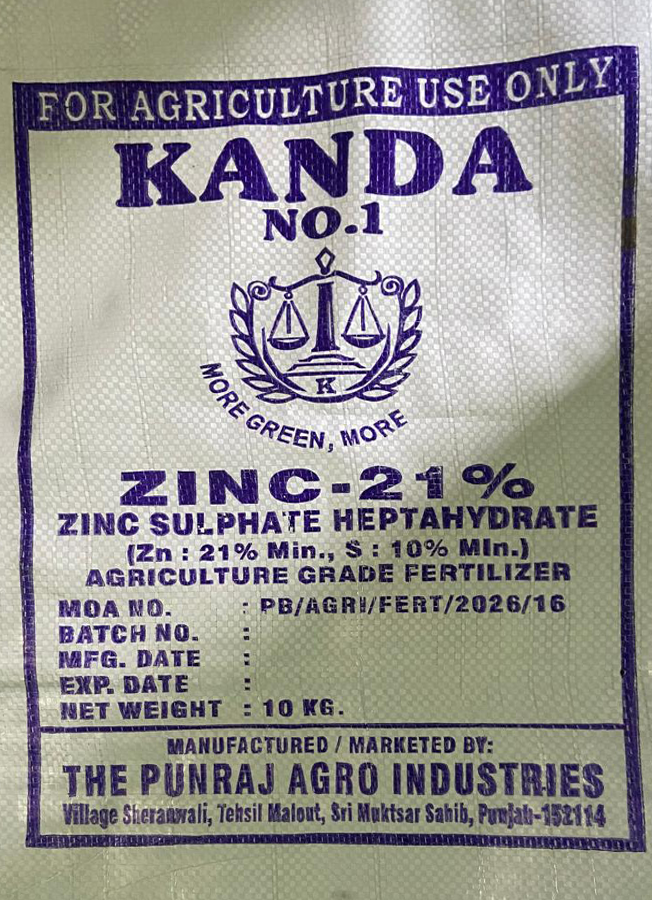 FOR AGRICULTURE USE ONLY
KANDA
NO.1
K
MORE GREEN, MORE
ZINC-21%
ZINC SULPHATE HEPTAHYDRATE
(Zn : 21% Min., S : 10% MIn.)
AGRICULTURE GRADE FERTILIZER
MOA NO. : PB/AGRI/FERT/2026/16
BATCH NO. :
MFG. DATE :
EXP. DATE :
NET WEIGHT : 10 KG.
MANUFACTURED / MARKETED BY:
THE PUNRAJ AGRO INDUSTRIES
Village Sheranwali, Tehsil Malout, Sri Muktsar Sahib, Punjab-152114